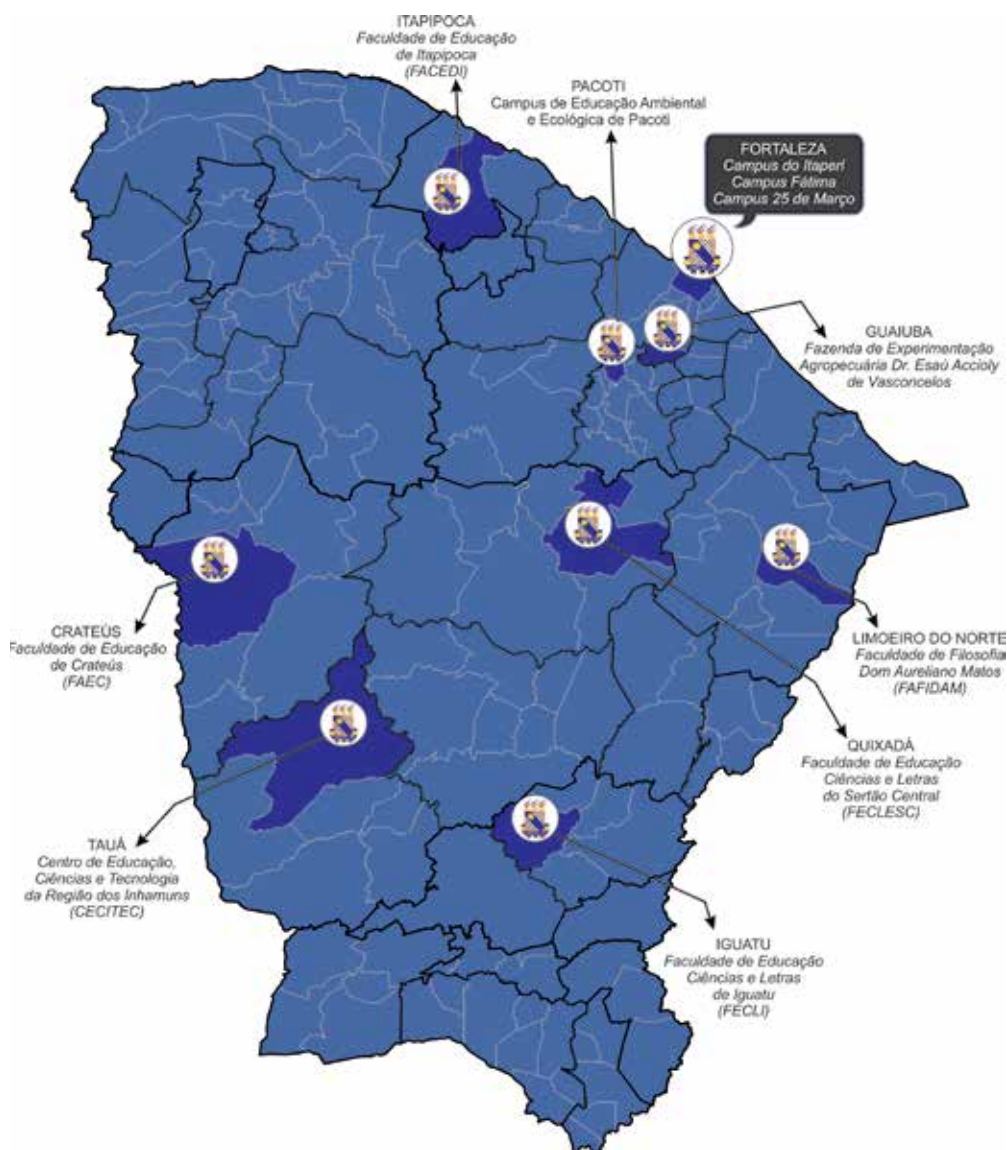 ITAPIPOCA
Faculdade de Educação
de Itapipoca
(FACEDI)
PACOTI
Campus de Educação Ambiental
e Ecológica de Pacoti
FORTALEZA
Campus do Itaperi
Campus Fátima
Campus 25 de Março
GUAIUBA
Fazenda de Experimentação
Agropecuária Dr. Esaú Accioly
de Vasconcelos
CRATEÚS
Faculdade de Educação
de Crateús
(FAEC)
LIMOEIRO DO NORTE
Faculdade de Filosofia
Dom Aureliano Matos
(FAFIDAM)
QUIXADÁ
Faculdade de Educação
Ciências e Letras
do Sertão Central
(FECLESC)
TAUÁ
Centro de Educação,
Ciências e Tecnologia
da Região dos Inhamuns
(CECITEC)
IGUATU
Faculdade de Educação
Ciências e Letras
de Iguatu
(FECLI)